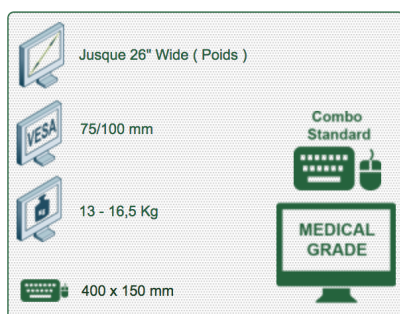 Jusque 26" Wide ( Poids )
VESA
75/100 mm
KG
13 - 16,5 Kg
400 x 150 mm
Combo
Standard
MEDICAL
GRADE